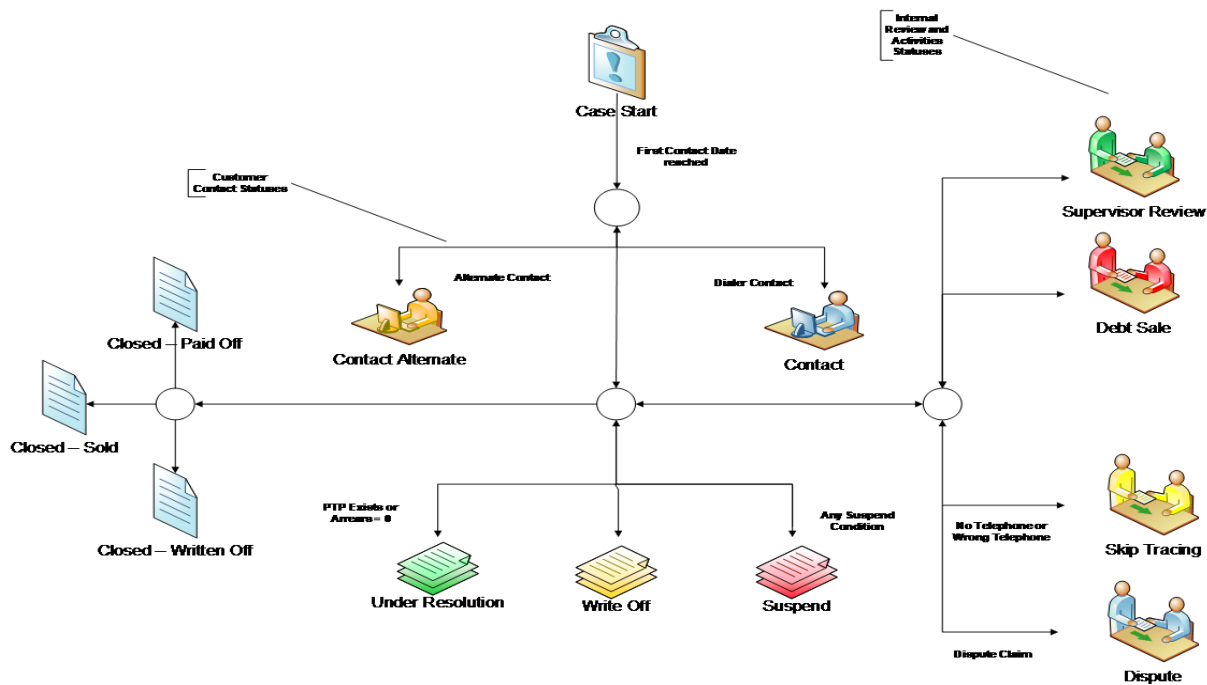 Internal
Review and
Activities
Statuses
Case Start
First Contact Date
reached
Customer
Contact Statuses
Supervisor Review
Alternate Contact
Dialer Contact
Debt Sale
Closed – Paid Off
Contact Alternate
Contact
Closed – Sold
PTP Exists or
Arrears = 0
Any Suspend
Condition
No Telephone or
Wrong Telephone
Closed – Written Off
Skip Tracing
Under Resolution
Write Off
Suspend
Dispute Claim
Dispute